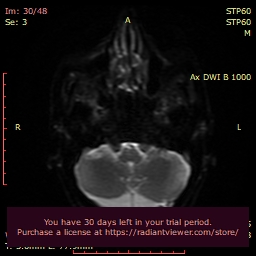 Im: 30/48
Se: 3
STP60
STP60
M
A
Ax DWI B 1000
R
L
You have 30 days left in your trial period.
Purchase a license at https://radiantviewer.com/store/